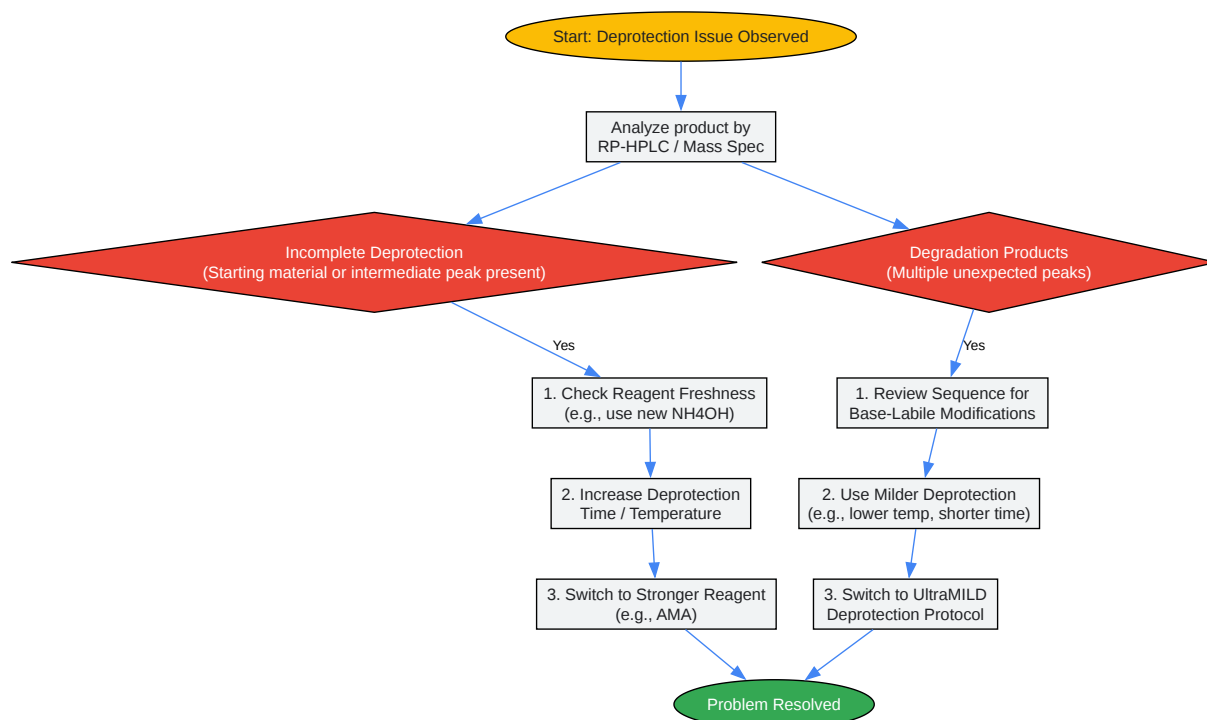 Start: Deprotection Issue Observed
Analyze product by
RP-HPLC / Mass Spec
Incomplete Deprotection
(Starting material or intermediate peak present)
Degradation Products
(Multiple unexpected peaks)
Yes
Yes
1. Check Reagent Freshness
(e.g., use new NH4OH)
1. Review Sequence for
Base-Labile Modifications
2. Increase Deprotection
Time / Temperature
2. Use Milder Deprotection
(e.g., lower temp, shorter time)
3. Switch to Stronger Reagent
(e.g., AMA)
3. Switch to UltraMILD
Deprotection Protocol
Problem Resolved